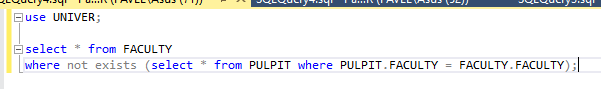 use UNIVER;
select * from FACULTY
where not exists (select * from PULPIT where PULPIT.FACULTY = FACULTY.FACULTY);